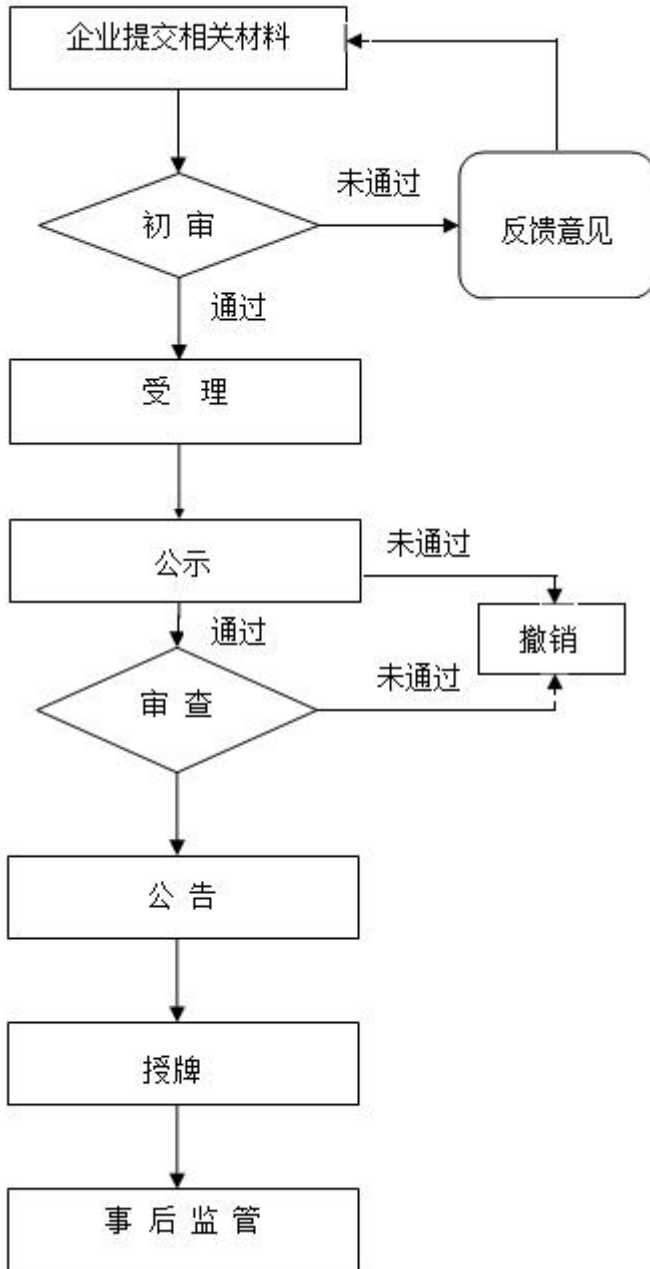 企业提交相关材料
未通过
初 审
反馈意见
通过
受 理
公示
未通过
通过
撤销
未通过
审 查
公 告
授牌
事 后 监 管